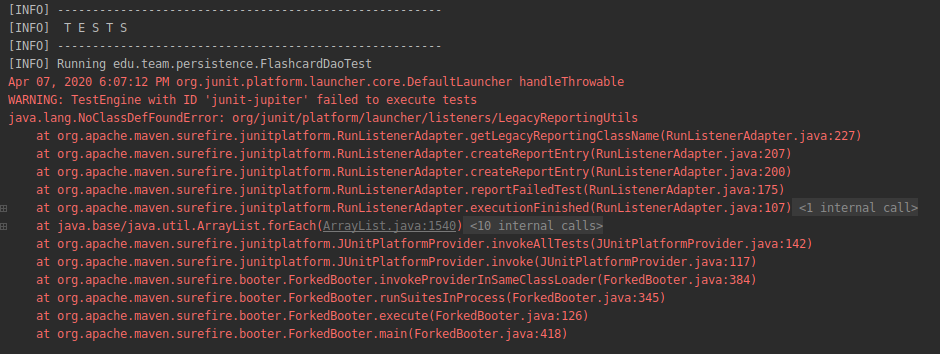 [INFO] -------------------------------------------------------
[INFO]  T E S T S
[INFO] -------------------------------------------------------
[INFO] Running edu.team.persistence.FlashcardDaoTest
Apr 07, 2020 6:07:12 PM org.junit.platform.launcher.core.DefaultLauncher handleThrowable
WARNING: TestEngine with ID 'junit-jupiter' failed to execute tests
java.lang.NoClassDefFoundError: org/junit/platform/launcher/listeners/LegacyReportingUtils
    at org.apache.maven.surefire.junitplatform.RunListenerAdapter.getLegacyReportingClassName(RunListenerAdapter.java:227)
    at org.apache.maven.surefire.junitplatform.RunListenerAdapter.createReportEntry(RunListenerAdapter.java:207)
    at org.apache.maven.surefire.junitplatform.RunListenerAdapter.createReportEntry(RunListenerAdapter.java:200)
    at org.apache.maven.surefire.junitplatform.RunListenerAdapter.reportFailedTest(RunListenerAdapter.java:175)
    at org.apache.maven.surefire.junitplatform.RunListenerAdapter.executionFinished(RunListenerAdapter.java:107) <1 internal call>
    at java.base/java.util.ArrayList.forEach(ArrayList.java:1540) <10 internal calls>
    at org.apache.maven.surefire.junitplatform.JUnitPlatformProvider.invokeAllTests(JUnitPlatformProvider.java:142)
    at org.apache.maven.surefire.junitplatform.JUnitPlatformProvider.invoke(JUnitPlatformProvider.java:117)
    at org.apache.maven.surefire.booter.ForkedBooter.invokeProviderInSameClassLoader(ForkedBooter.java:384)
    at org.apache.maven.surefire.booter.ForkedBooter.runSuitesInProcess(ForkedBooter.java:345)
    at org.apache.maven.surefire.booter.ForkedBooter.execute(ForkedBooter.java:126)
    at org.apache.maven.surefire.booter.ForkedBooter.main(ForkedBooter.java:418)